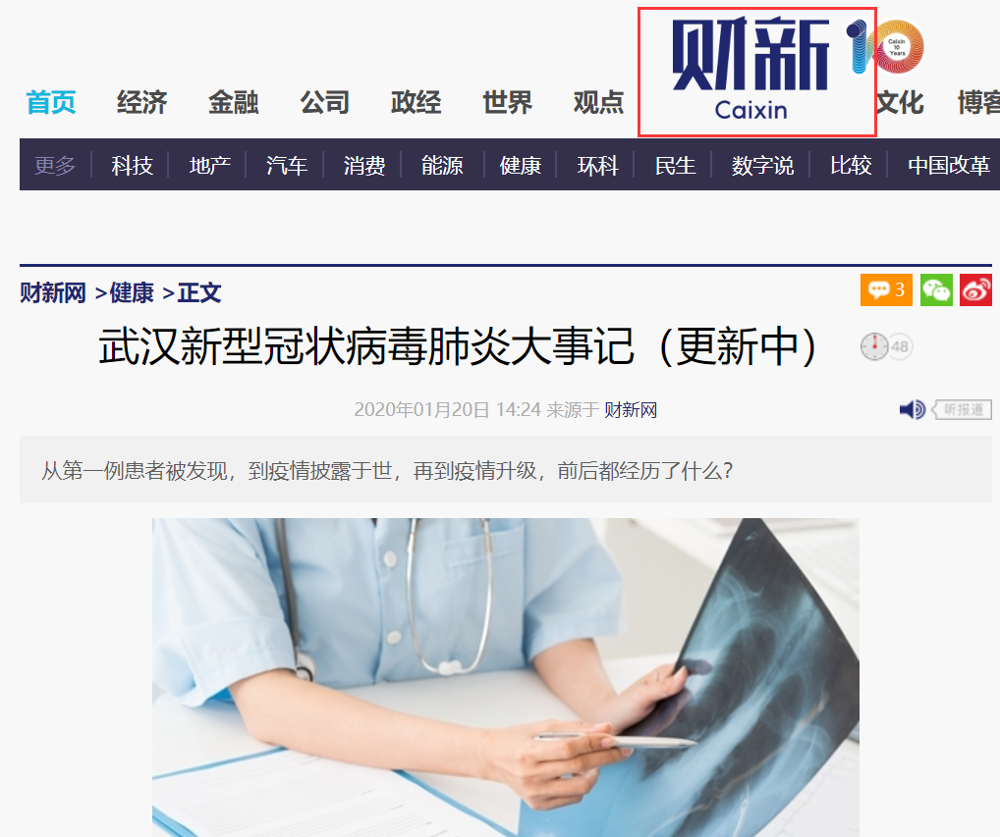 财新
Caixin
10
Caixin
10
Years
首页 经济 金融 公司 政经 世界 观点 文化 博客
更多 科技 地产 汽车 消费 能源 健康 环科 民生 数字说 比较 中国改革
财新网 >健康 >正文
3
武汉新型冠状病毒肺炎大事记（更新中）
48
2020年01月20日 14:24 来源于 财新网
听报道
从第一例患者被发现，到疫情披露于世，再到疫情升级，前后都经历了什么？